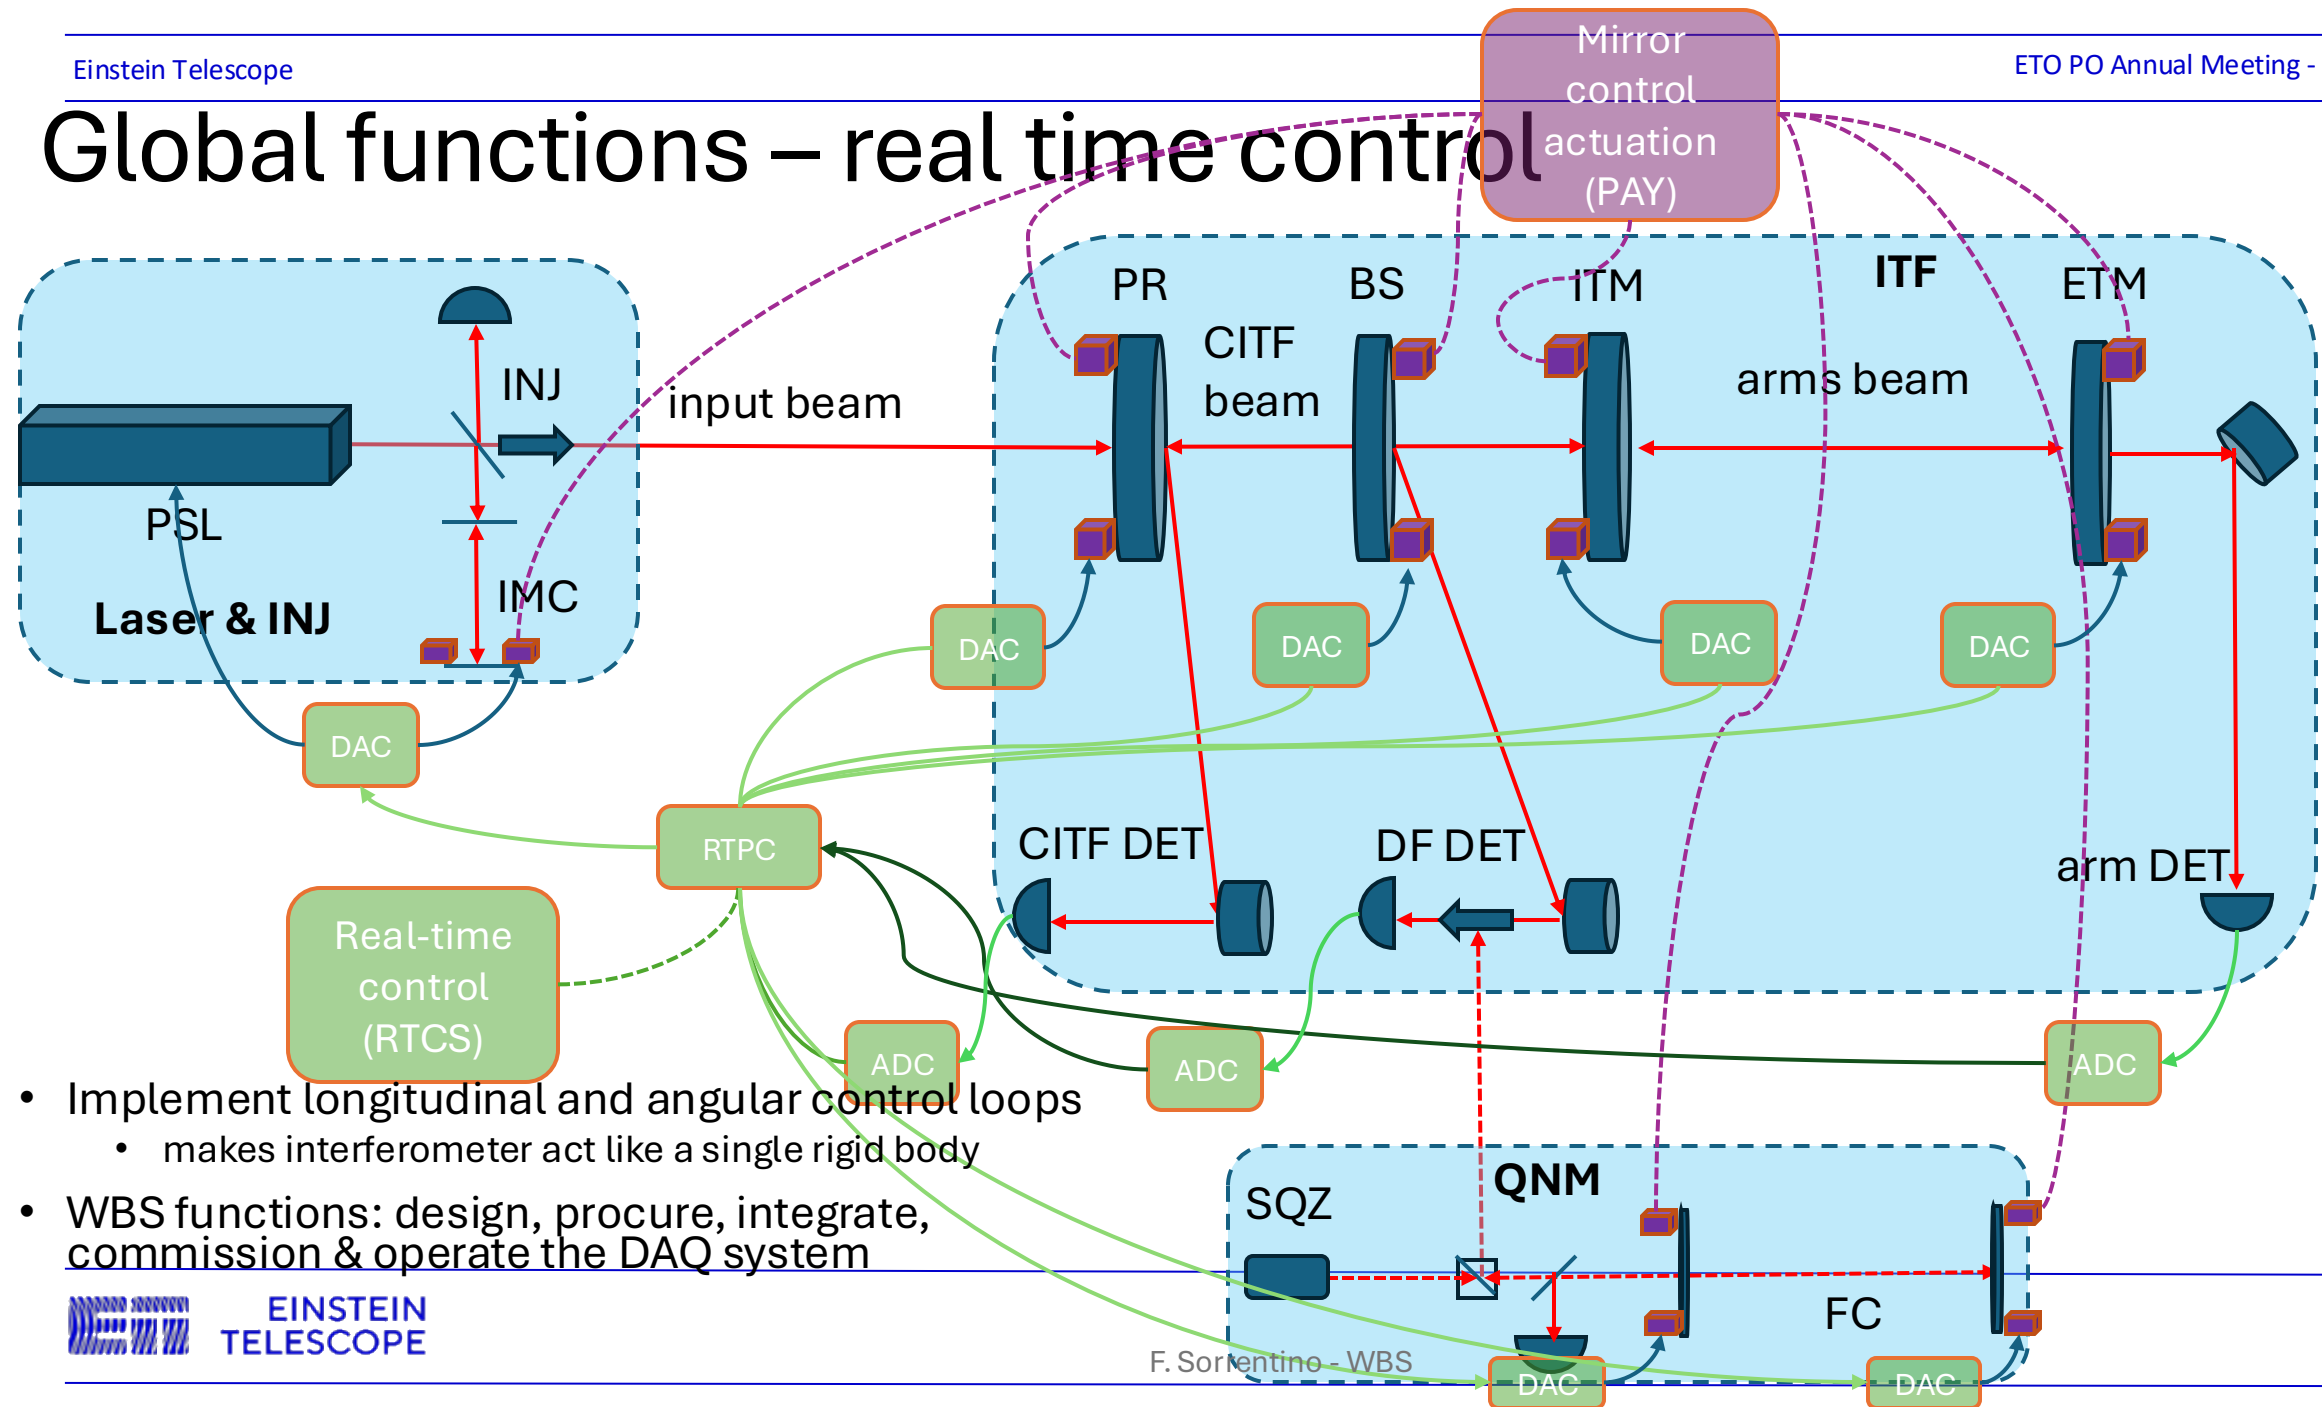 Einstein Telescope
ETO PO Annual Meeting -
Mirror
control
actuation
(PAY)
Global functions – real time control
PR
BS
ITM
ITF
ETM
CITF
beam
arms beam
INJ
input beam
PSL
IMC
Laser & INJ
DAC
DAC
DAC
DAC
DAC
RTPC
CITF DET
DF DET
arm DET
Real-time
control
(RTCS)
ADC
ADC
ADC
• Implement longitudinal and angular control loops
• makes interferometer act like a single rigid body
• WBS functions: design, procure, integrate,
commission & operate the DAQ system
QNM
SQZ
FC
EINSTEIN
TELESCOPE
ET
F. Sorrentino - WBS
DAC
DAC